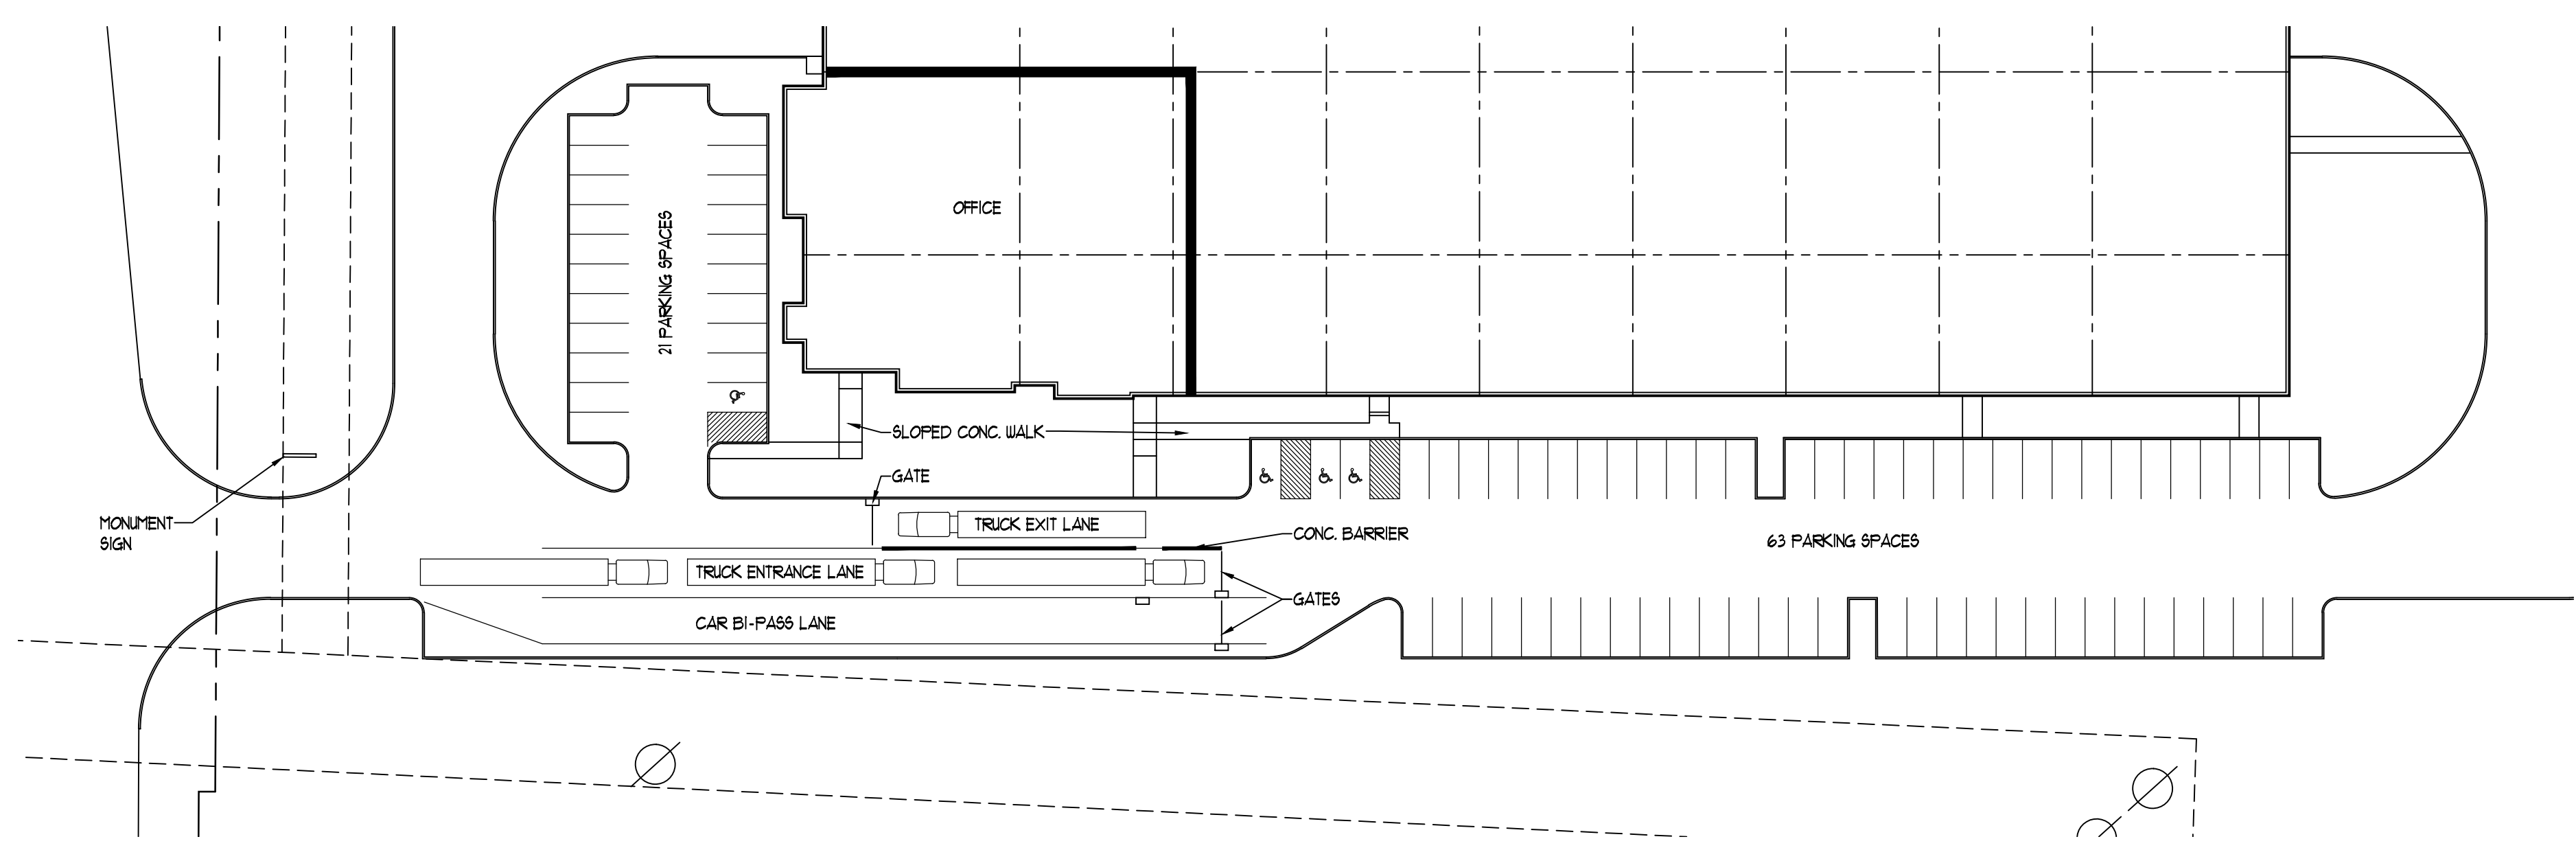 OFFICE
21 PARKING SPACES
SLOPED CONC. WALK
GATE
MONUMENT
SIGN
TRUCK EXIT LANE
CONC. BARRIER
63 PARKING SPACES
TRUCK ENTRANCE LANE
GATES
CAR BI-PASS LANE